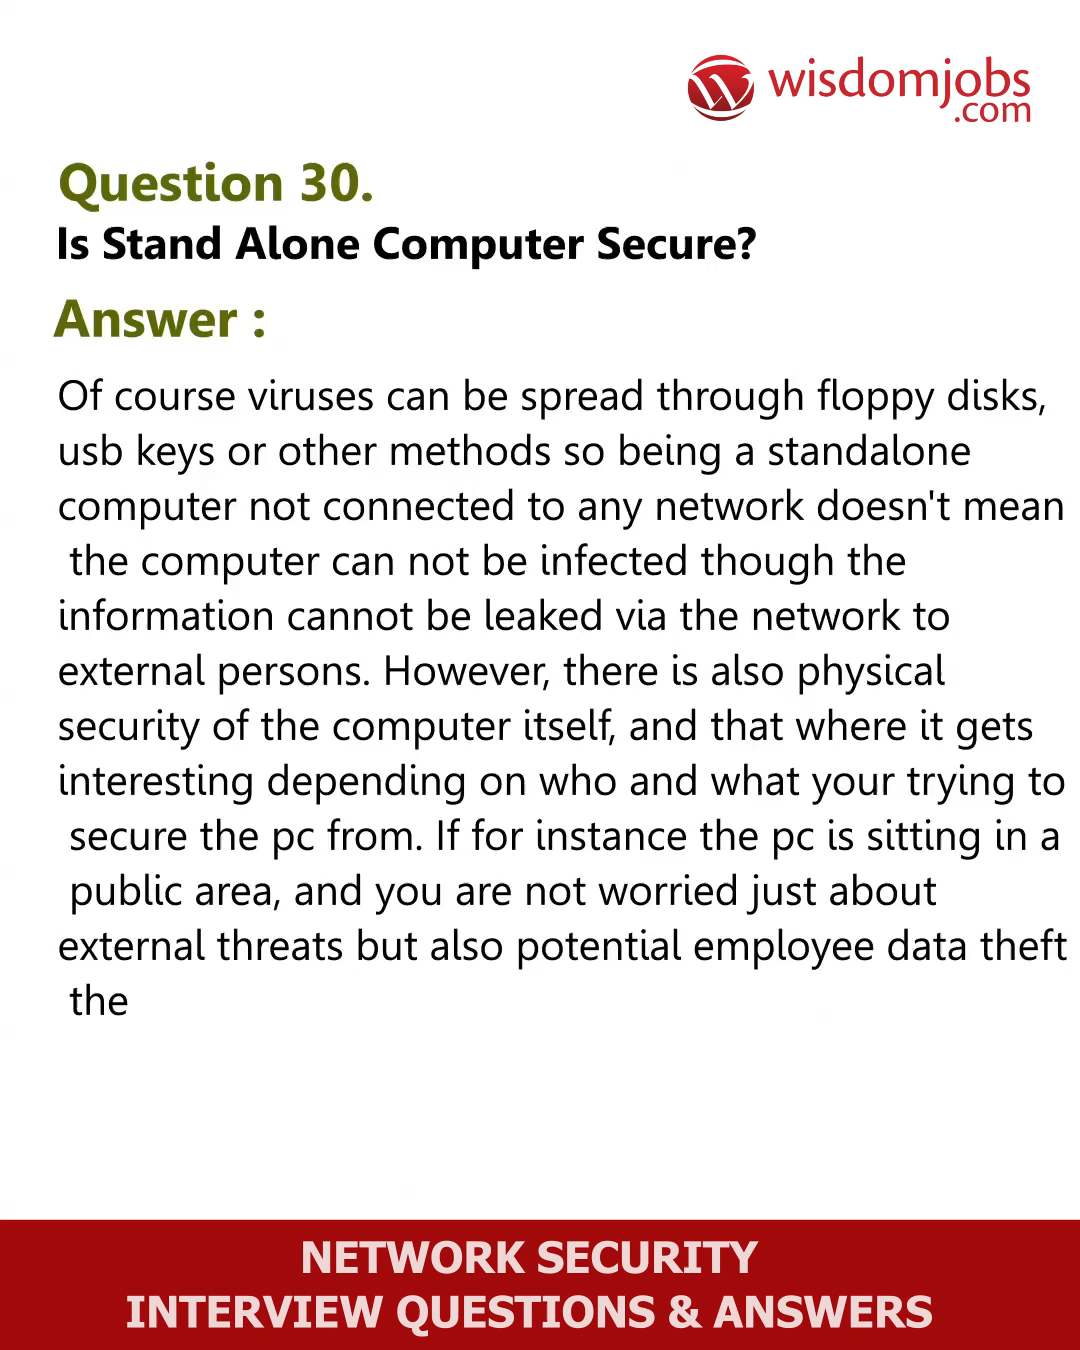 wisdomjobs
.com
Question 30.
Is Stand Alone Computer Secure?
Answer :
Of course viruses can be spread through floppy disks,
usb keys or other methods so being a standalone
computer not connected to any network doesn't mean
the computer can not be infected though the
information cannot be leaked via the network to
external persons. However, there is also physical
security of the computer itself, and that where it gets
interesting depending on who and what your trying to
secure the pc from. If for instance the pc is sitting in a
public area, and you are not worried just about
external threats but also potential employee data theft
the
NETWORK SECURITY
INTERVIEW QUESTIONS & ANSWERS